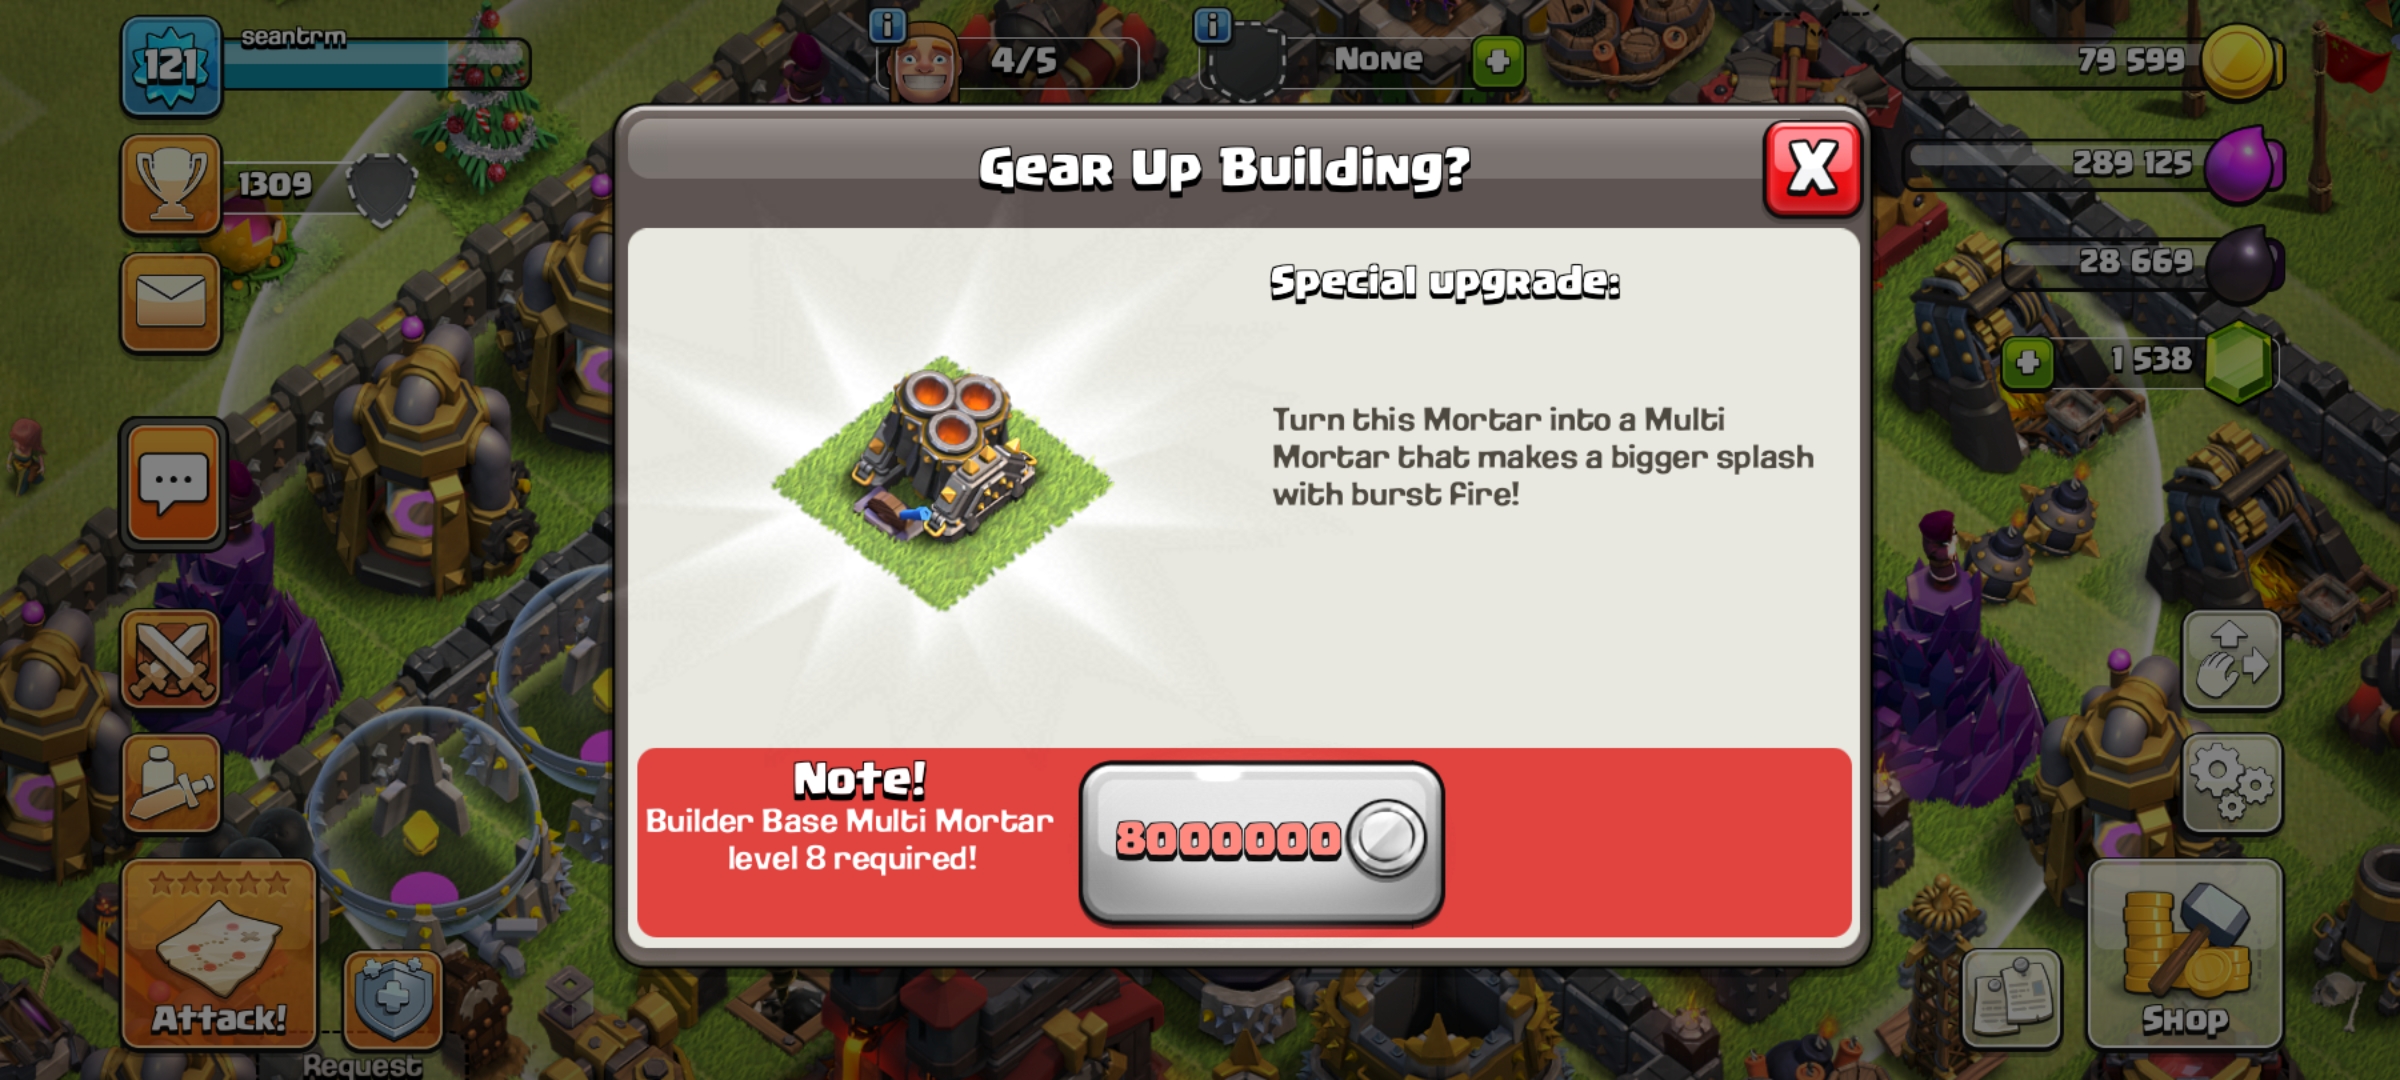 121
seantrm
4/5
None
79 599
1309
289 125
28 669
1 538
Gear Up Building?
X
Special upgrade:
Turn this Mortar into a Multi
Mortar that makes a bigger splash
with burst fire!
Note!
Builder Base Multi Mortar
level 8 required!
8000000
Attack!
Request
Shop